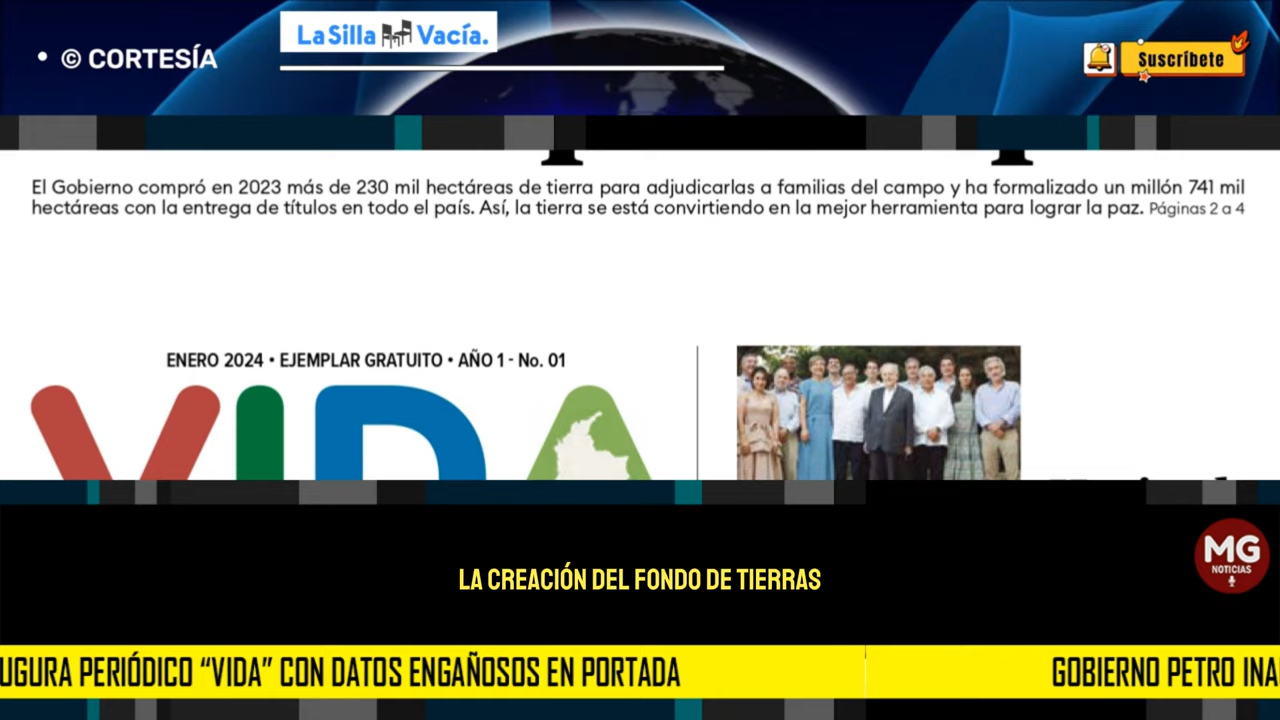 • © CORTESÍA
La Silla Vacía.
Suscríbete
El Gobierno compró en 2023 más de 230 mil hectáreas de tierra para adjudicarlas a familias del campo y ha formalizado un millón 741 mil
hectáreas con la entrega de títulos en todo el país. Así, la tierra se está convirtiendo en la mejor herramienta para lograr la paz. Páginas 2 a 4
ENERO 2024 • EJEMPLAR GRATUITO • AÑO 1 - No. 01
VIDA
LA CREACIÓN DEL FONDO DE TIERRAS
MG
NOTICIAS
UGURA PERIÓDICO “VIDA” CON DATOS ENGAÑOSOS EN PORTADA
GOBIERNO PETRO INA